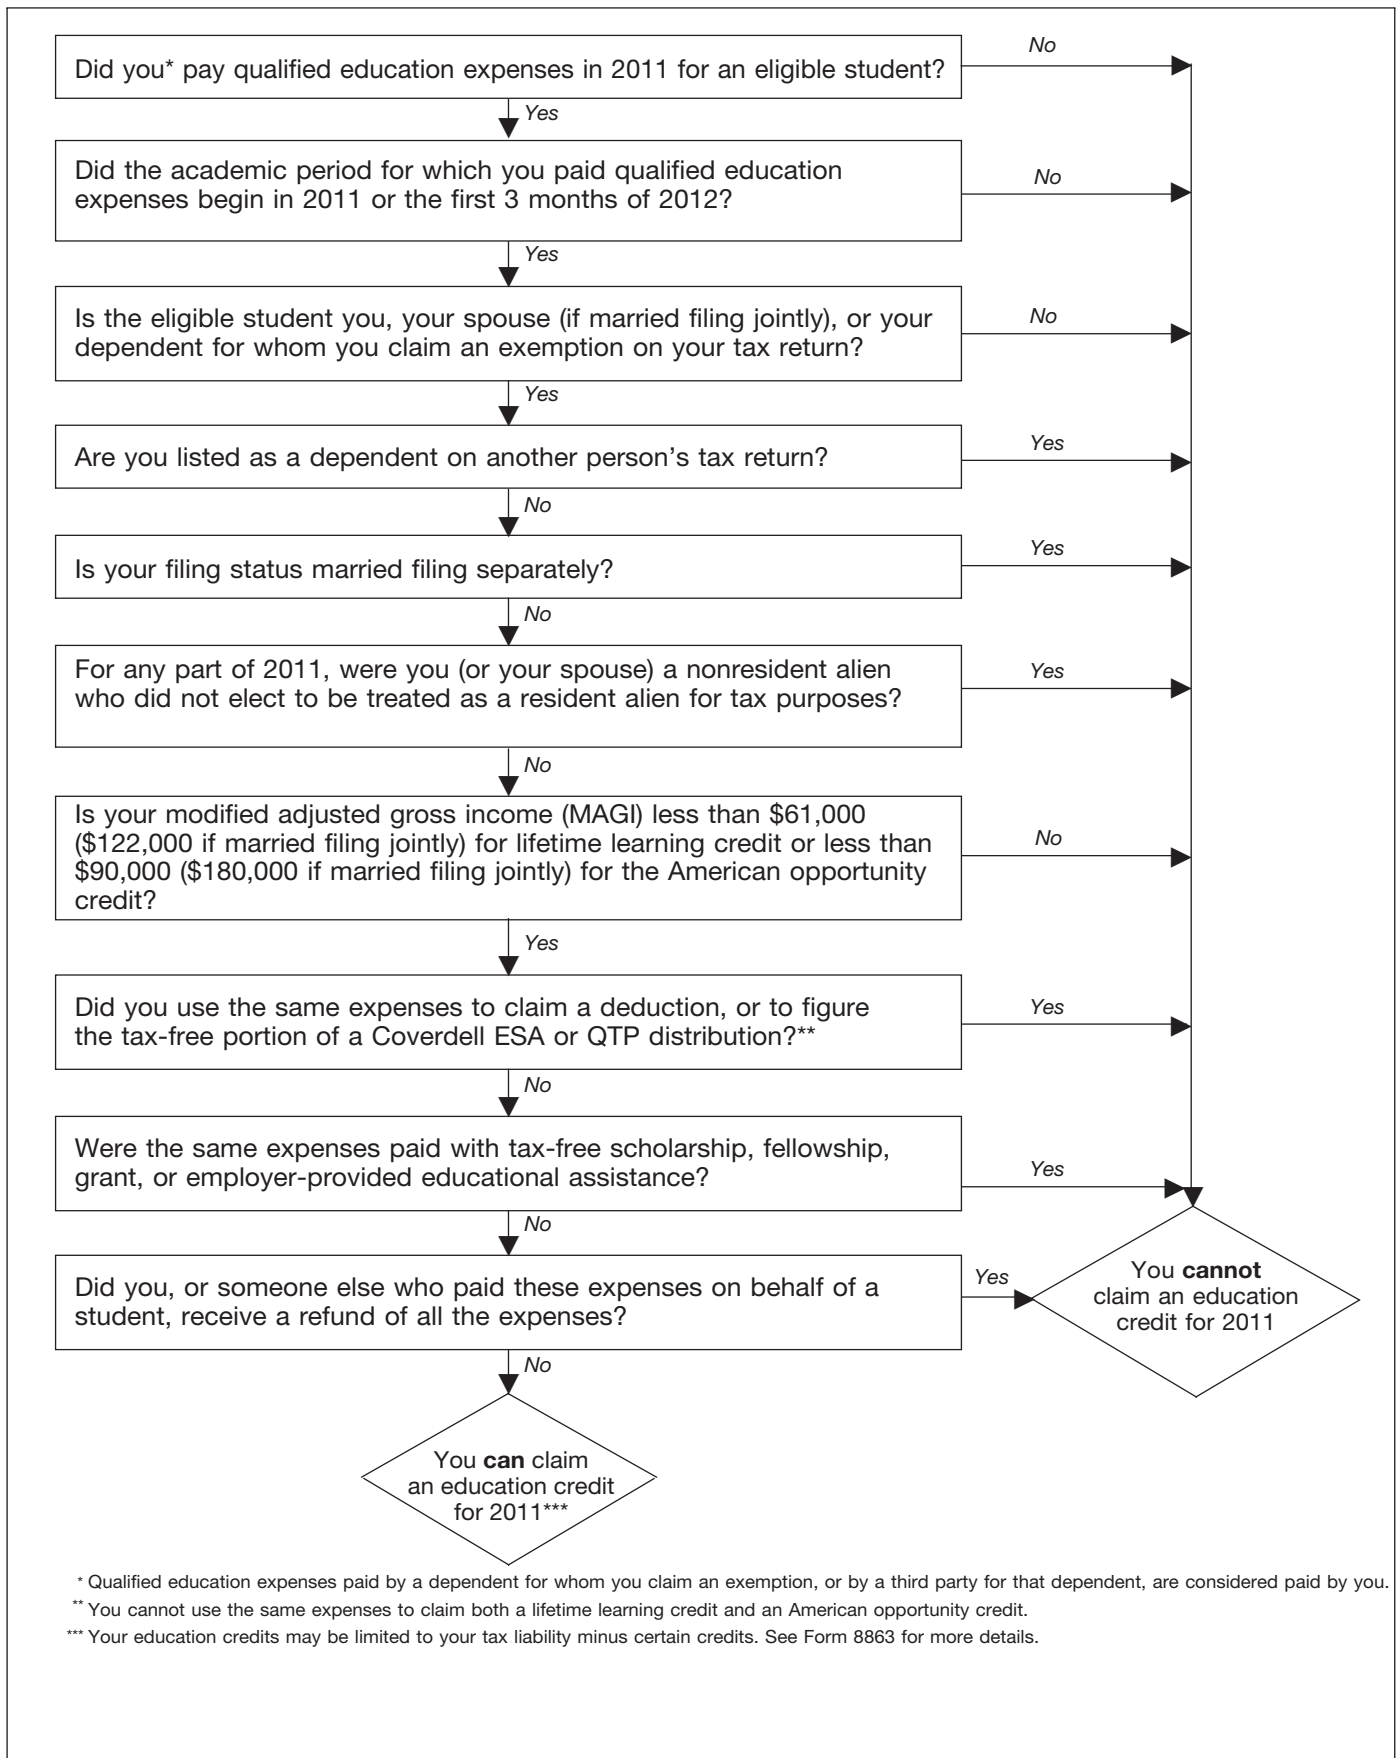 Did you* pay qualified education expenses in 2011 for an eligible student?
No
Yes
Did the academic period for which you paid qualified education
expenses begin in 2011 or the first 3 months of 2012?
No
Yes
Is the eligible student you, your spouse (if married filing jointly), or your
dependent for whom you claim an exemption on your tax return?
No
Yes
Are you listed as a dependent on another person's tax return?
Yes
No
Is your filing status married filing separately?
Yes
No
For any part of 2011, were you (or your spouse) a nonresident alien
who did not elect to be treated as a resident alien for tax purposes?
Yes
No
Is your modified adjusted gross income (MAGI) less than $61,000
($122,000 if married filing jointly) for lifetime learning credit or less than
$90,000 ($180,000 if married filing jointly) for the American opportunity
credit?
No
Yes
Did you use the same expenses to claim a deduction, or to figure
the tax-free portion of a Coverdell ESA or QTP distribution?**
Yes
No
Were the same expenses paid with tax-free scholarship, fellowship,
grant, or employer-provided educational assistance?
Yes
No
Did you, or someone else who paid these expenses on behalf of a
student, receive a refund of all the expenses?
Yes
You cannot
claim an education
credit for 2011
No
You can claim
an education credit
for 2011***
* Qualified education expenses paid by a dependent for whom you claim an exemption, or by a third party for that dependent, are considered paid by you.
** You cannot use the same expenses to claim both a lifetime learning credit and an American opportunity credit.
*** Your education credits may be limited to your tax liability minus certain credits. See Form 8863 for more details.